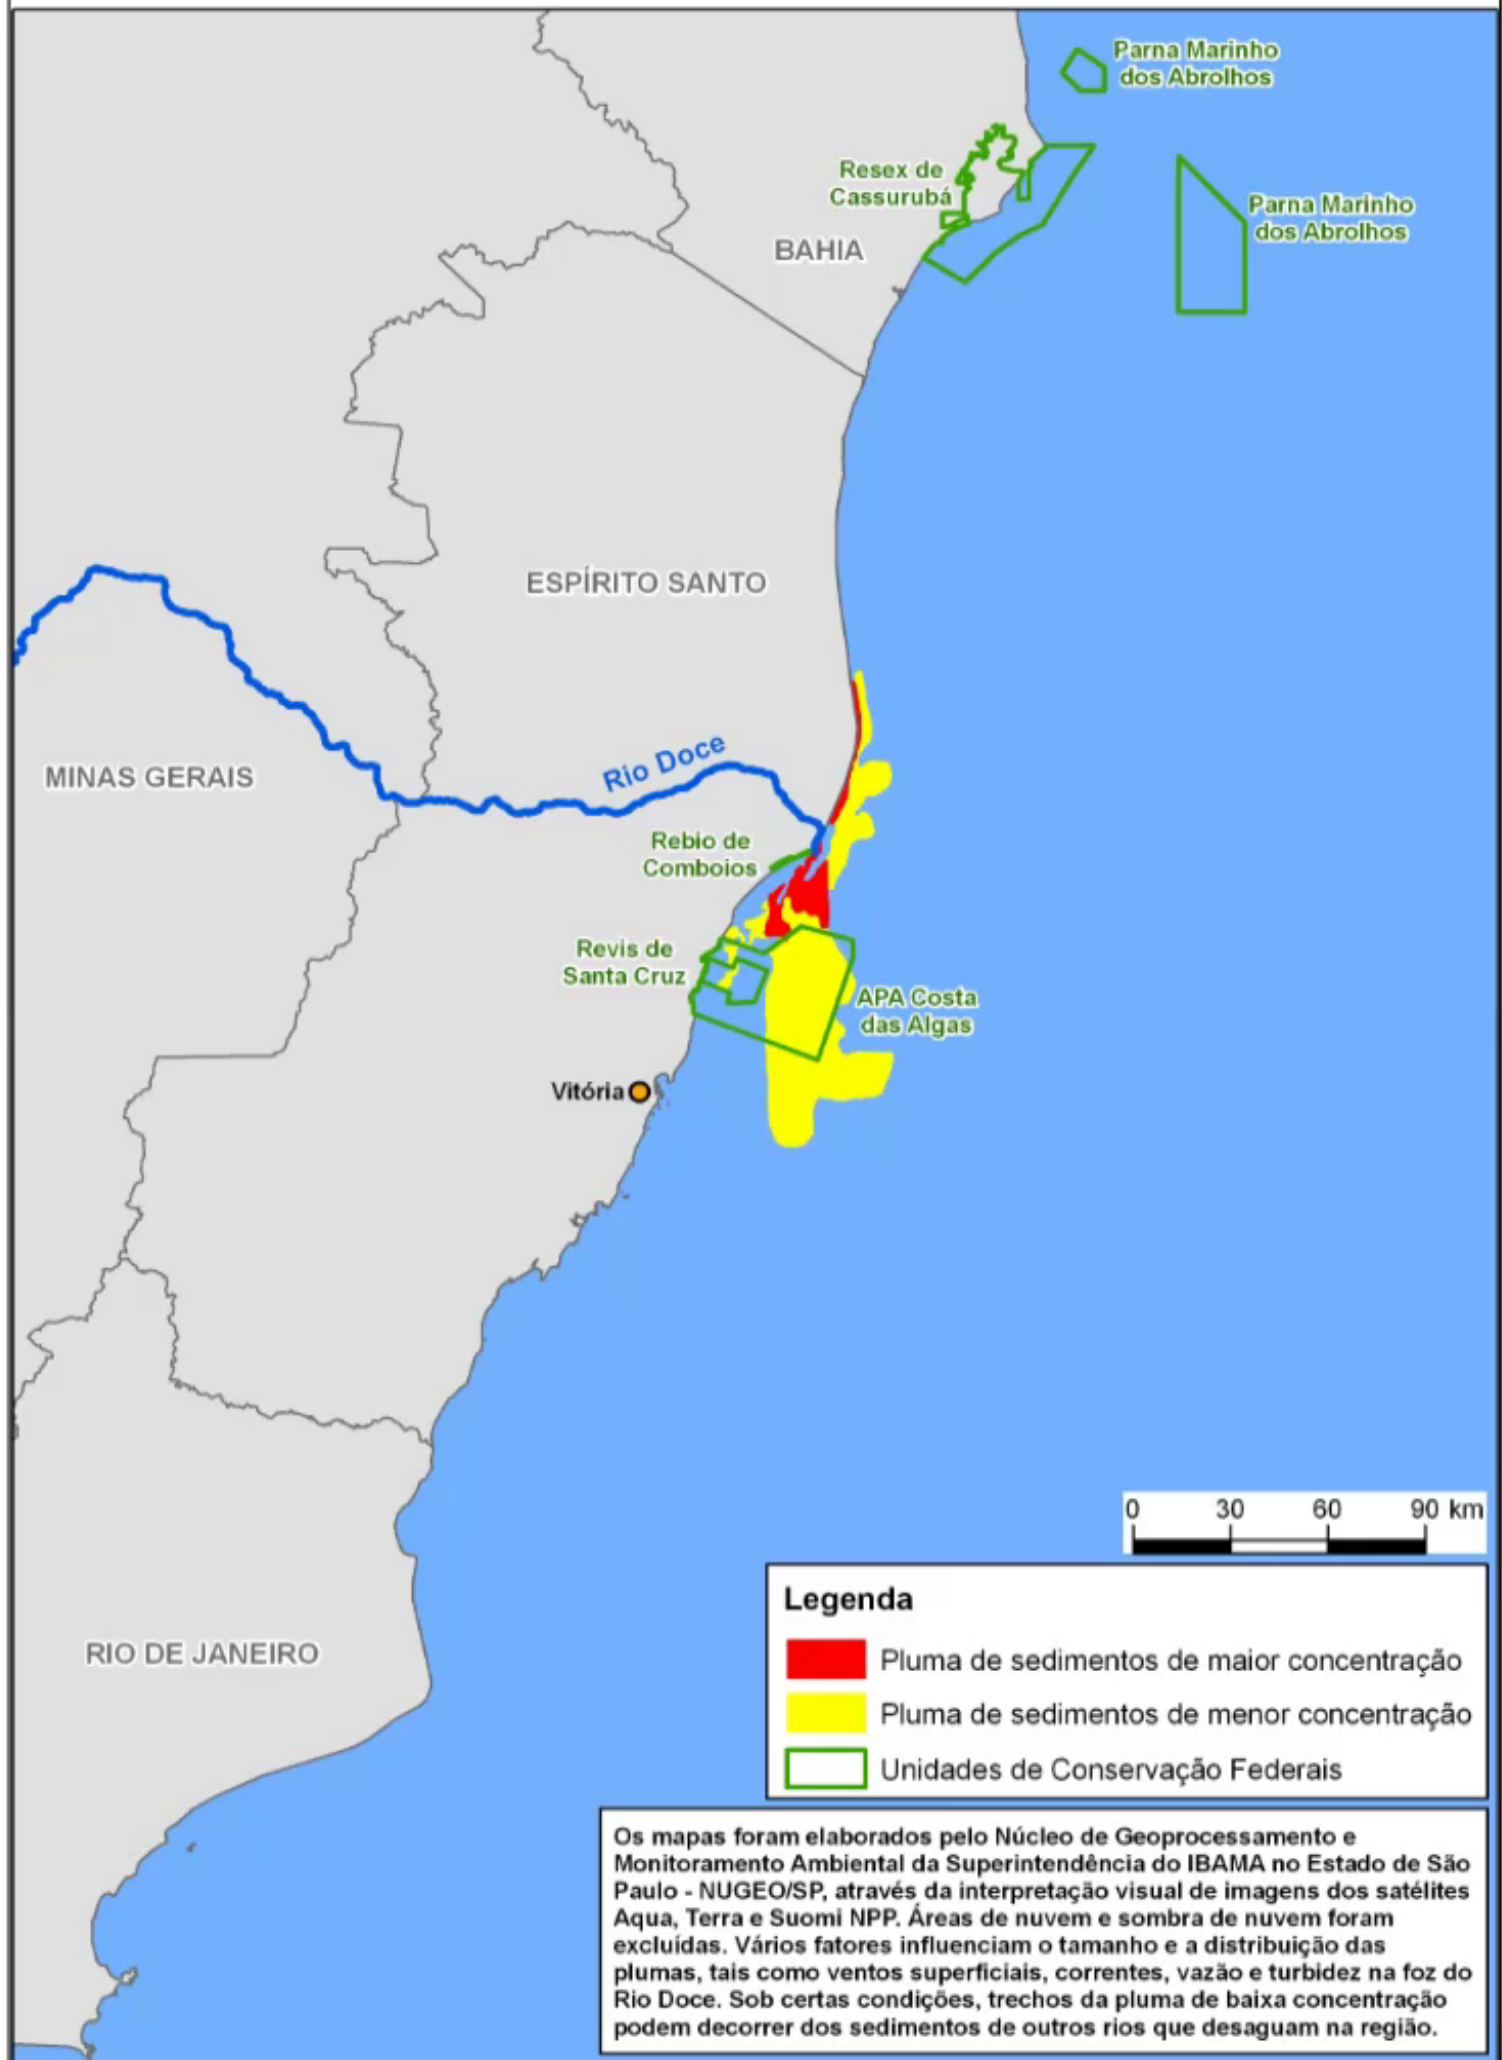 Parna Marinho
dos Abrolhos
Resex de
Cassurubá
Parna Marinho
dos Abrolhos
BAHIA
ESPÍRITO SANTO
Rio Doce
MINAS GERAIS
Rebio de
Comboios
Revis de
Santa Cruz
APA Costa
das Algas
Vitória
0 30 60 90 km
RIO DE JANEIRO
Legenda
Pluma de sedimentos de maior concentração
Pluma de sedimentos de menor concentração
Unidades de Conservação Federais
Os mapas foram elaborados pelo Núcleo de Geoprocessamento e
Monitoramento Ambiental da Superintendência do IBAMA no Estado de São
Paulo - NUGEO/SP, através da interpretação visual de imagens dos satélites
Aqua, Terra e Suomi NPP. Áreas de nuvem e sombra de nuvem foram
excluídas. Vários fatores influenciam o tamanho e a distribuição das
plumas, tais como ventos superficiais, correntes, vazão e turbidez na foz do
Rio Doce. Sob certas condições, trechos da pluma de baixa concentração
podem decorrer dos sedimentos de outros rios que desaguam na região.